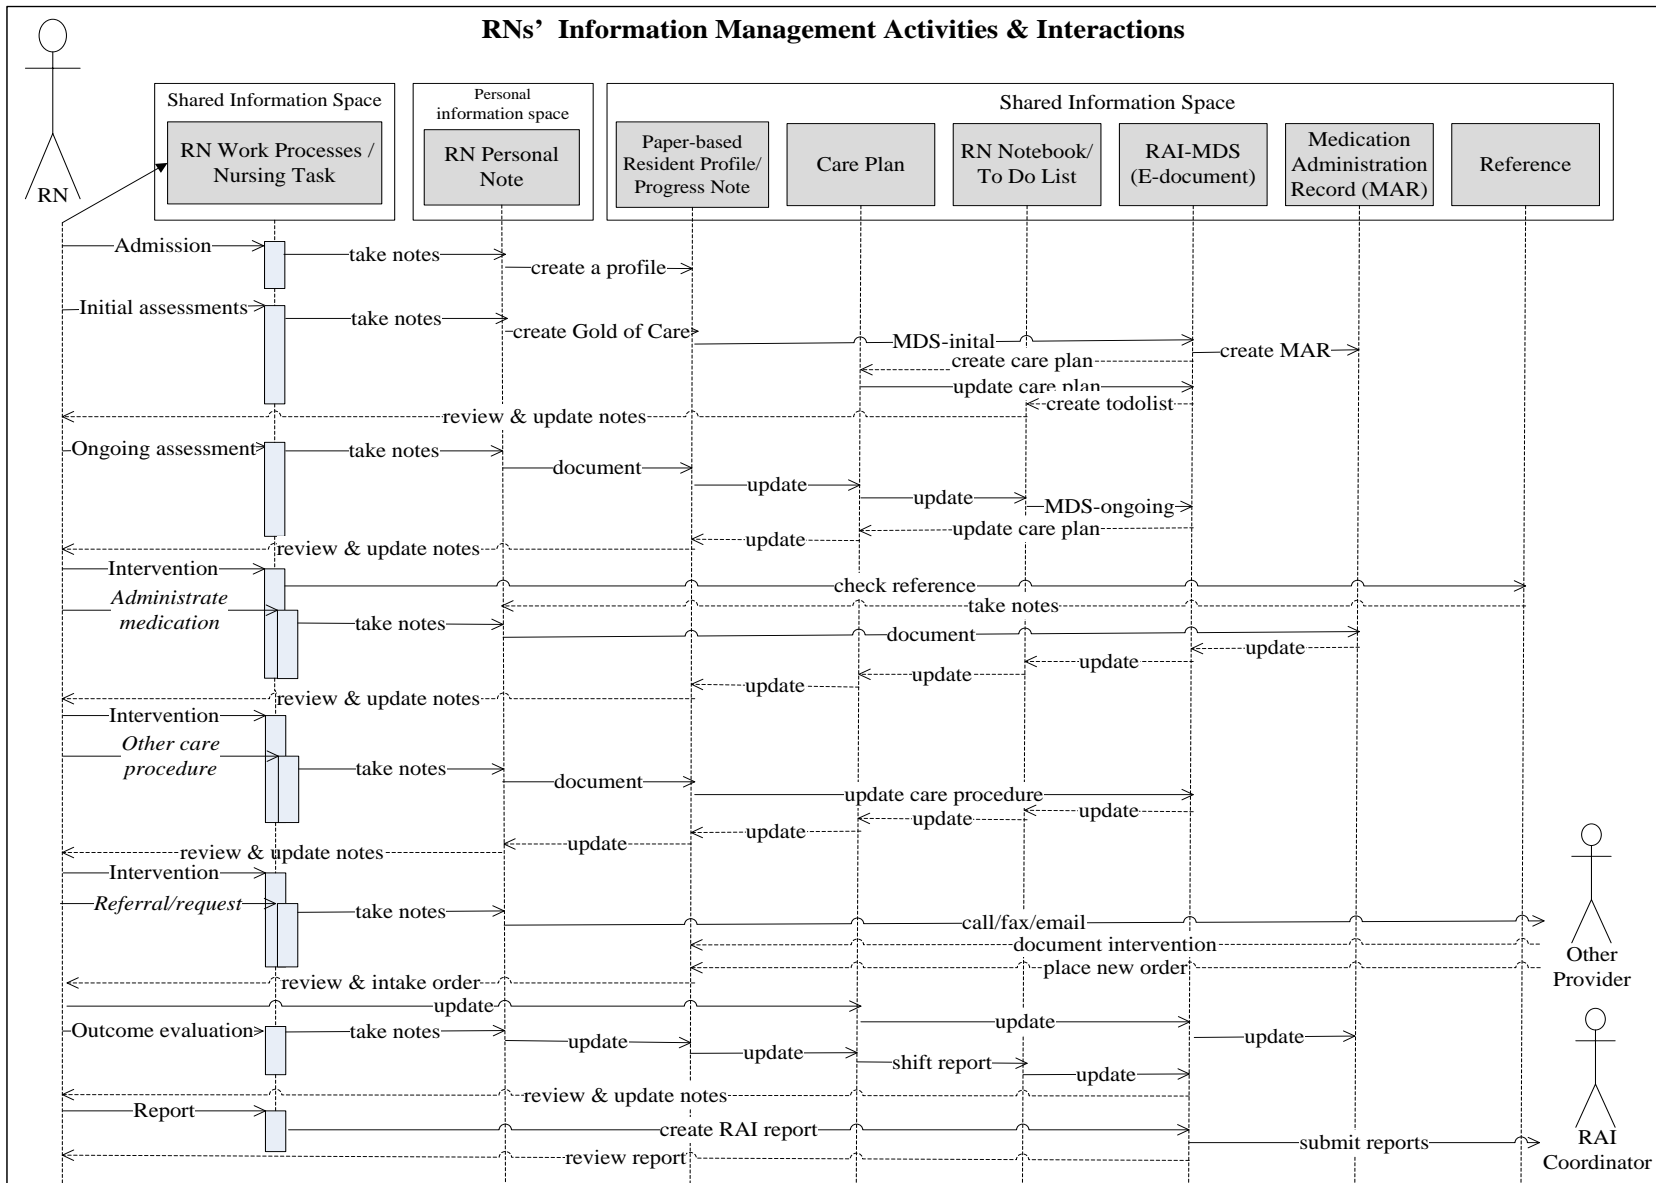 RNs’ Information Management Activities & Interactions
RN
Shared Information Space
RN Work Processes /
Nursing Task
Personal
information space
RN Personal
Note
Shared Information Space
Paper-based
Resident Profile/
Progress Note
Care Plan
RN Notebook/
To Do List
RAI-MDS
(E-document)
Medication
Administration
Record (MAR)
Reference
Admission
take notes
create a profile
Initial assessments
take notes
create Gold of Care
MDS-inital
create MAR
create care plan
update care plan
create todolist
review & update notes
Ongoing assessment
take notes
document
update
update
MDS-ongoing
update care plan
update
review & update notes
Intervention
check reference
Administrate
medication
take notes
take notes
document
update
update
update
update
review & update notes
Intervention
Other care
procedure
take notes
document
update care procedure
update
update
update
update
review & update notes
Intervention
Referral/request
take notes
call/fax/email
document intervention
place new order
Other
Provider
review & intake order
update
Outcome evaluation
take notes
update
update
update
update
shift report
update
review & update notes
Report
create RAI report
submit reports
review report
RAI
Coordinator